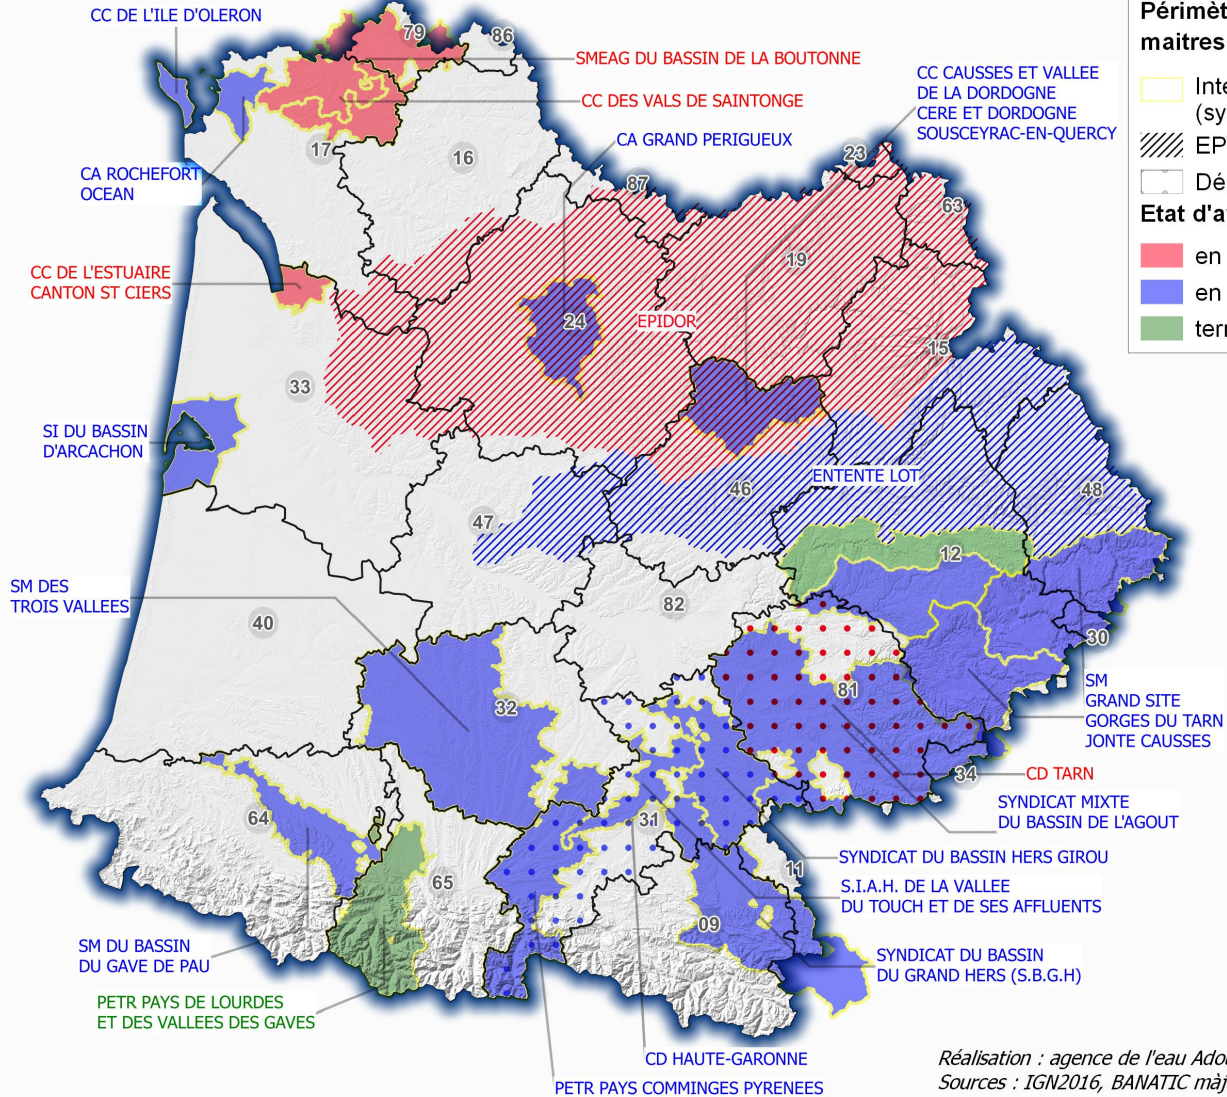 CC DE L'ILE D'OLERON
79
86
SMEAG DU BASSIN DE LA BOUTONNE
CC DES VALS DE SAINTONGE
CA GRAND PERIGUEUX
CC CAUSSES ET VALLEE
DE LA DORDOGNE
CERE ET DORDOGNE
SOUSCEYRAC-EN-QUERCY
Périmèt
maitres
Inte
(sy
EP
Dé
Etat d'a
en
en
terr
17
16
23
CA ROCHEFORT
OCEAN
87
63
CC DE L'ESTUAIRE
CANTON ST CIERS
19
24
EPIDOR
15
33
SI DU BASSIN
D'ARCACHON
46
ENTENTE LOT
48
47
12
SM DES
TROIS VALLEES
40
82
30
SM
GRAND SITE
GORGES DU TARN
JONTE CAUSSES
32
81
34
CD TARN
SYNDICAT MIXTE
DU BASSIN DE L'AGOUT
64
31
SYNDICAT DU BASSIN HERS GIROU
11
65
S.I.A.H. DE LA VALLEE
DU TOUCH ET DE SES AFFLUENTS
09
SM DU BASSIN
DU GAVE DE PAU
SYNDICAT DU BASSIN
DU GRAND HERS (S.B.G.H)
PETR PAYS DE LOURDES
ET DES VALLEES DES GAVES
CD HAUTE-GARONNE
PETR PAYS COMMINGES PYRENEES
Réalisation : agence de l'eau Ado
Sources : IGN2016, BANATIC màj